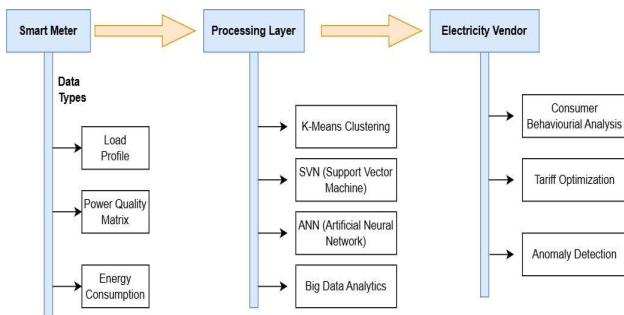 Smart Meter
Processing Layer
Electricity Vendor
Data
Types
Load
Profile
Power Quality
Matrix
Energy
Consumption
K-Means Clustering
SVN (Support Vector
Machine)
ANN (Artificial Neural
Network)
Big Data Analytics
Consumer
Behaviourial Analysis
Tariff Optimization
Anomaly Detection